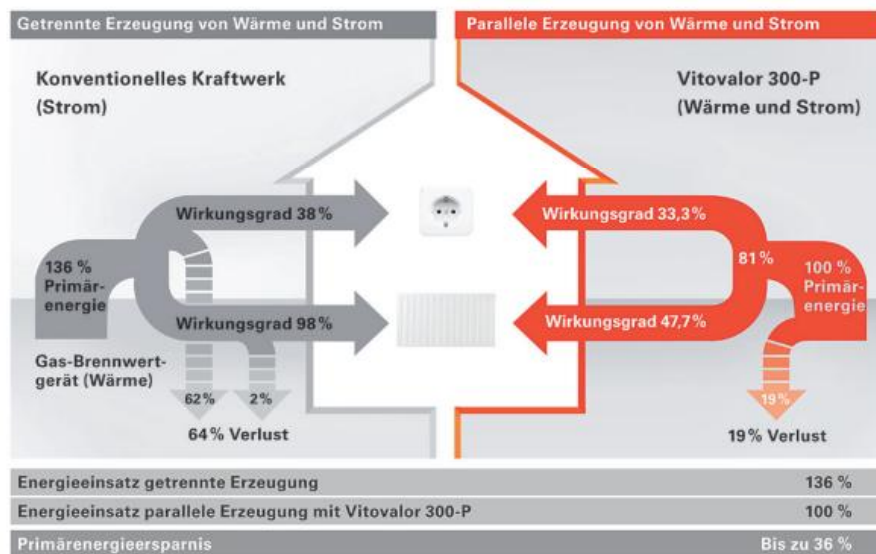 Getrennte Erzeugung von Wärme und Strom
Parallele Erzeugung von Wärme und Strom
Konventionelles Kraftwerk
(Strom)
Vitovalor 300-P
(Wärme und Strom)
Wirkungsgrad 38 %
Wirkungsgrad 33,3 %
136 %
Primär-
energie
81 %
100 %
Primär-
energie
Wirkungsgrad 98 %
Wirkungsgrad 47,7 %
Gas-Brennwert-
gerät (Wärme)
62 %
2 %
19 %
64 % Verlust
19 % Verlust
Energieeinsatz getrennte Erzeugung 136 %
Energieeinsatz parallele Erzeugung mit Vitovalor 300-P 100 %
Primärenergieersparnis Bis zu 36 %